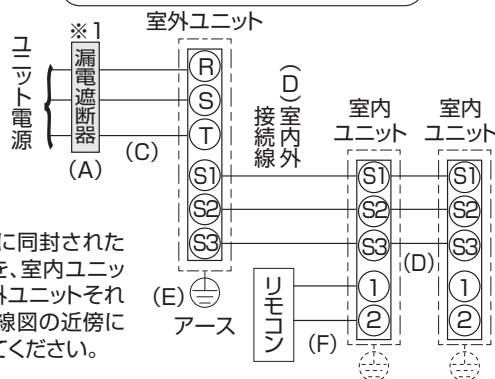 ※1
室外ユニット
ユニット電源
漏電遮断器
(A)
(C)
R
S
T
S1
S2
S3
(D)室内外
接続線
室内
ユニット
室内
ユニット
S1
S2
S3
1
2
S1
S2
S3
1
2
(D)
に同封された
を、室内ユニッ
外ユニットそれ
線図の近傍に
てください。
(E)
アース
リモコン
(F)